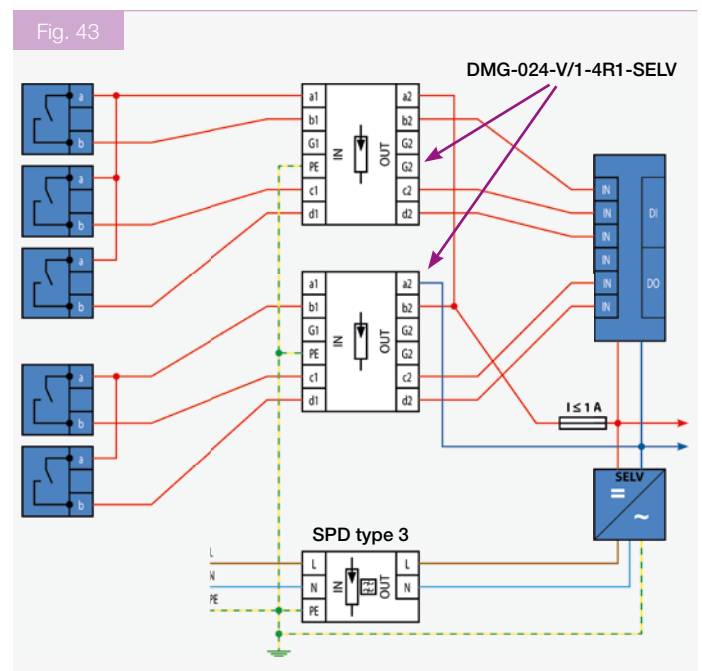 Fig. 43
DMG-024-V/1-4R1-SELV
a
b
a
b
a
b
a
b
a
b
a1
b1
G1
PE
c1
d1
IN
OUT
a2
b2
G2
G2
c2
d2
a1
b1
G1
PE
c1
d1
IN
OUT
a2
b2
G2
G2
c2
d2
IN
IN
IN
IN
IN
IN
DI
DO
I ≤ 1 A
SELV
= ~
SPD type 3
L
N
PE
L
N
PE
IN
OUT
L
N